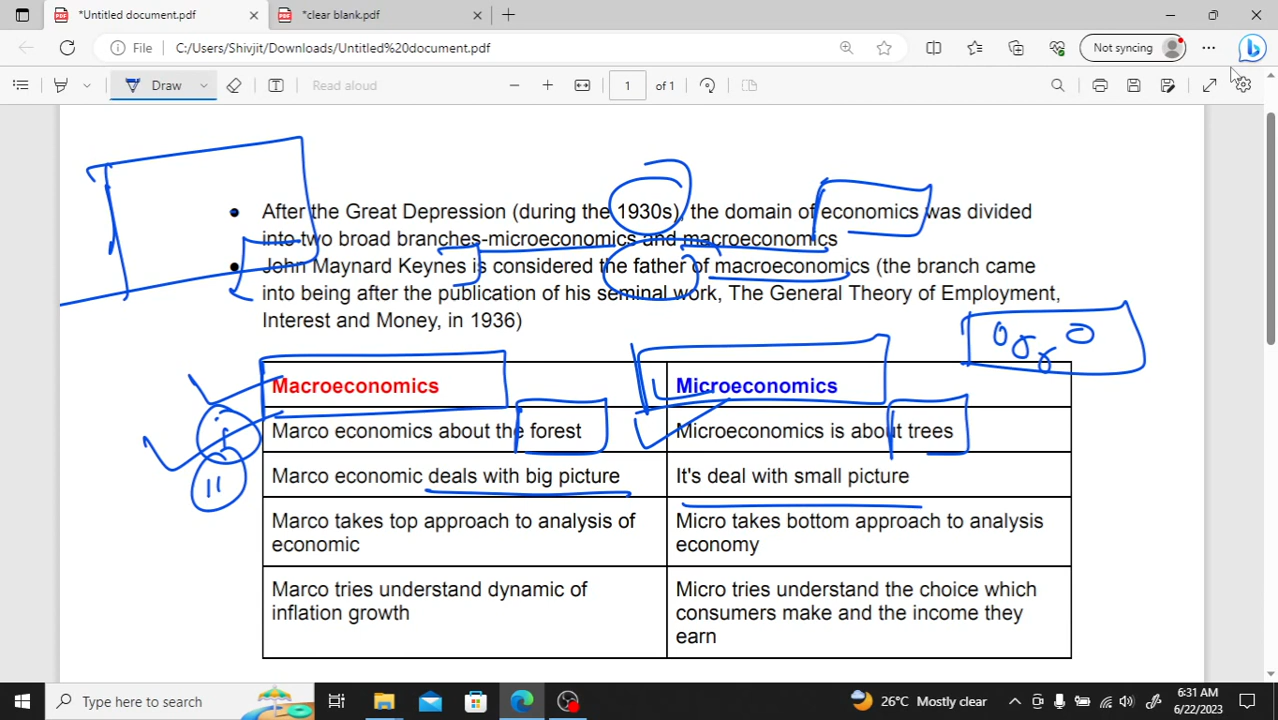 *Untitled document.pdf
*clear blank.pdf
File
C:/Users/Shivjit/Downloads/Untitled%20document.pdf
Not syncing
Draw
Read aloud
1
of 1
After the Great Depression (during the 1930s), the domain of economics was divided
into two broad branches-microeconomics and macroeconomics
John Maynard Keynes is considered the father of macroeconomics (the branch came
into being after the publication of his seminal work, The General Theory of Employment,
Interest and Money, in 1936)
Macroeconomics
Microeconomics
Marco economics about the forest
Microeconomics is about trees
Marco economic deals with big picture
It's deal with small picture
Marco takes top approach to analysis of
economic
Micro takes bottom approach to analysis
economy
Marco tries understand dynamic of
inflation growth
Micro tries understand the choice which
consumers make and the income they
earn
Type here to search
26°C Mostly clear
6:31 AM
6/22/2023